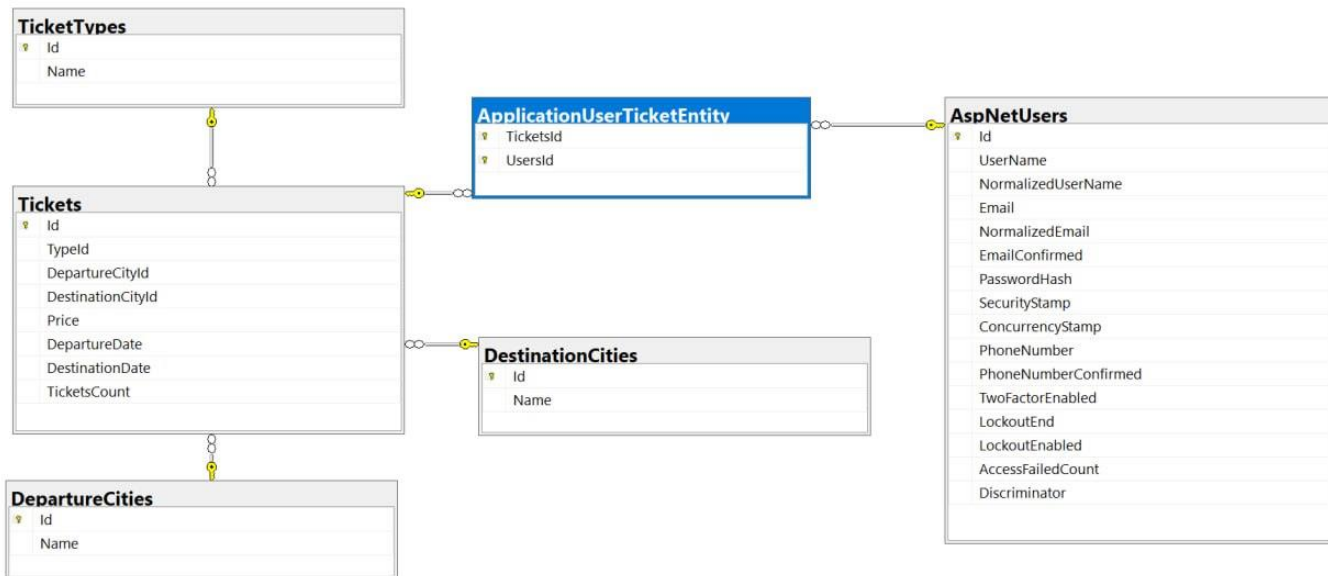 TicketTypes
Id
Name
Tickets
Id
TypeId
DepartureCityId
DestinationCityId
Price
DepartureDate
DestinationDate
TicketsCount
DepartureCities
Id
Name
ApplicationUserTicketEntity
TicketsId
UsersId
DestinationCities
Id
Name
AspNetUsers
Id
UserName
NormalizedUserName
Email
NormalizedEmail
EmailConfirmed
PasswordHash
SecurityStamp
ConcurrencyStamp
PhoneNumber
PhoneNumberConfirmed
TwoFactorEnabled
LockoutEnd
LockoutEnabled
AccessFailedCount
Discriminator